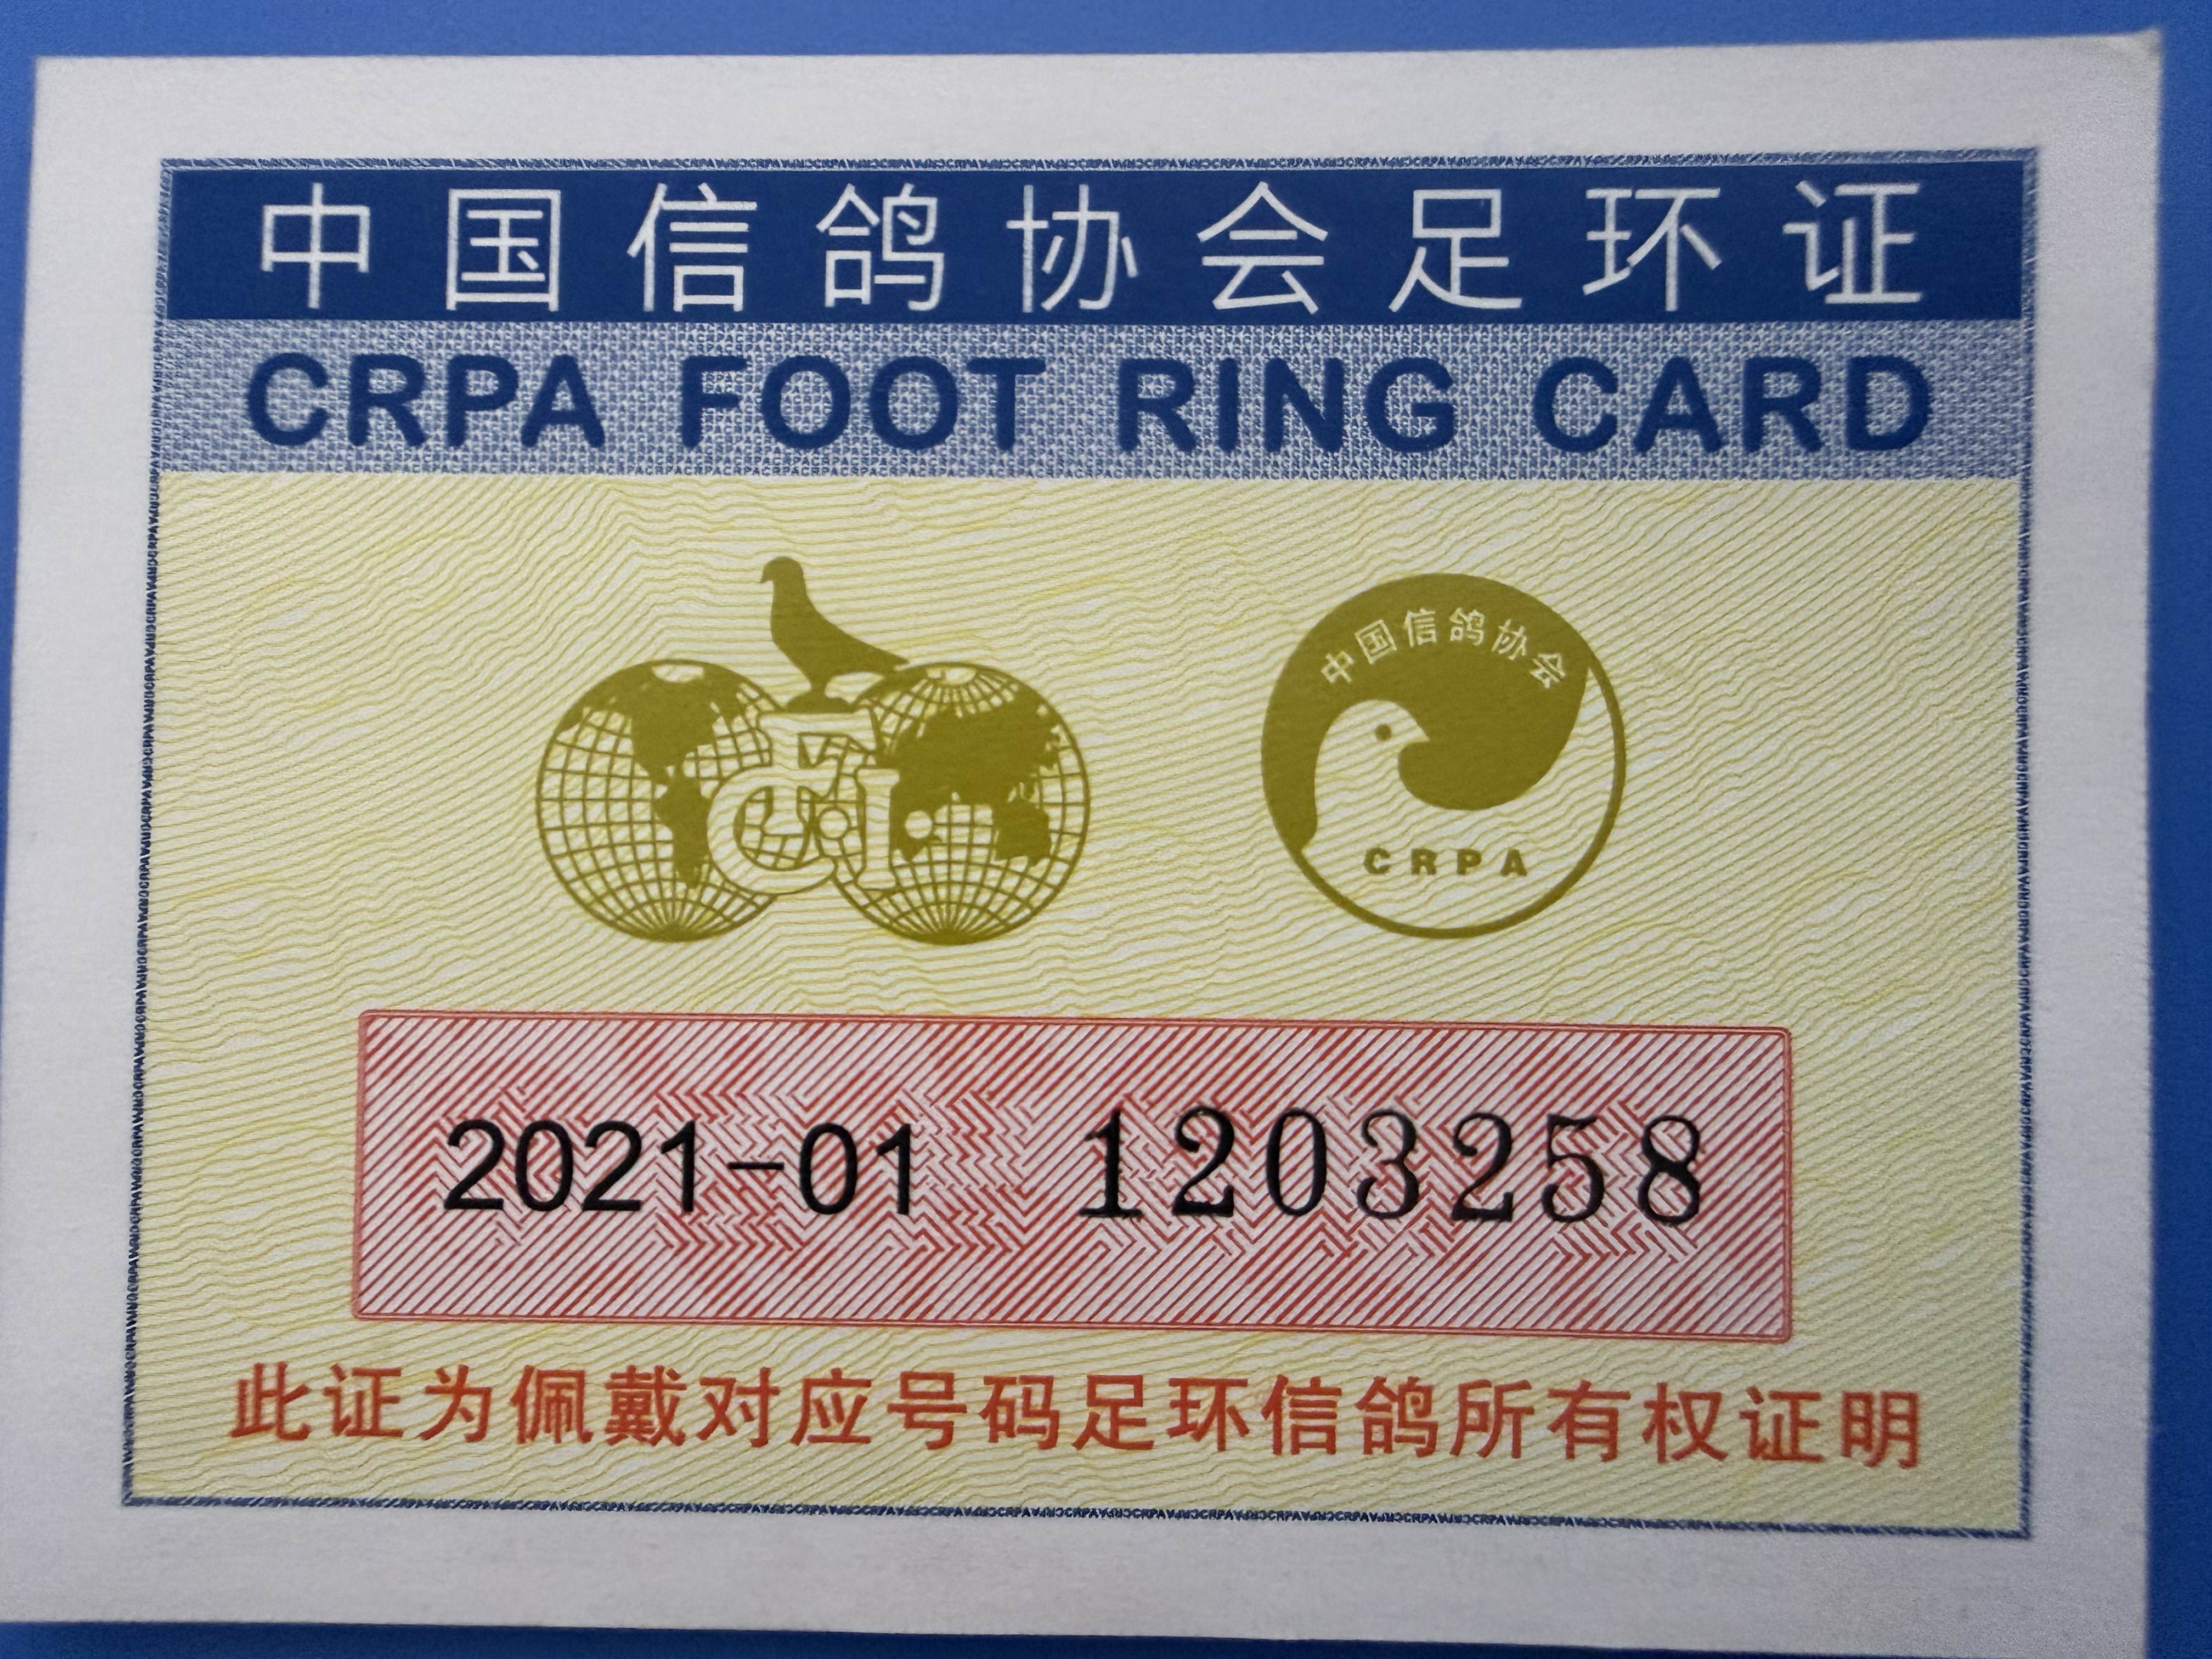 中国信鸽协会足环证
CRPA FOOT RING CARD
FCI
中国信鸽协会
CRPA
2021-01 1203258
此证为佩戴对应号码足环信鸽所有权证明